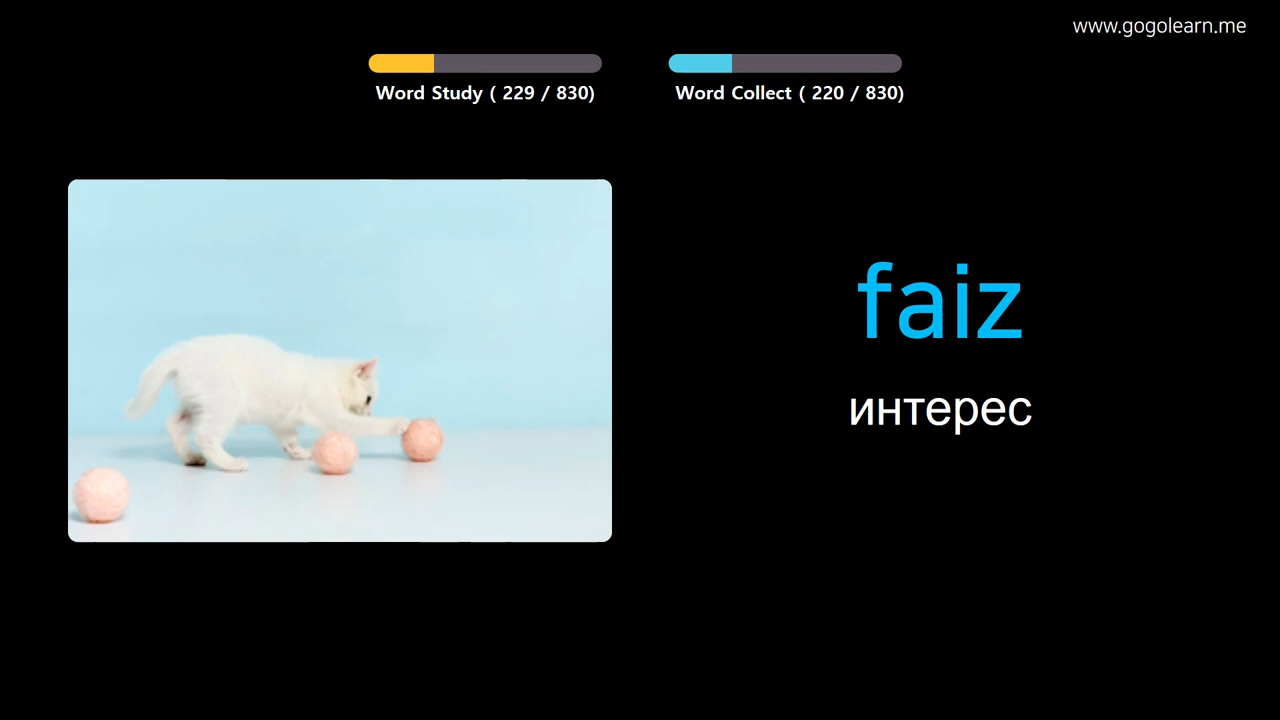 www.gogolearn.me
Word Study ( 229 / 830)
Word Collect ( 220 / 830)
faiz
интерес